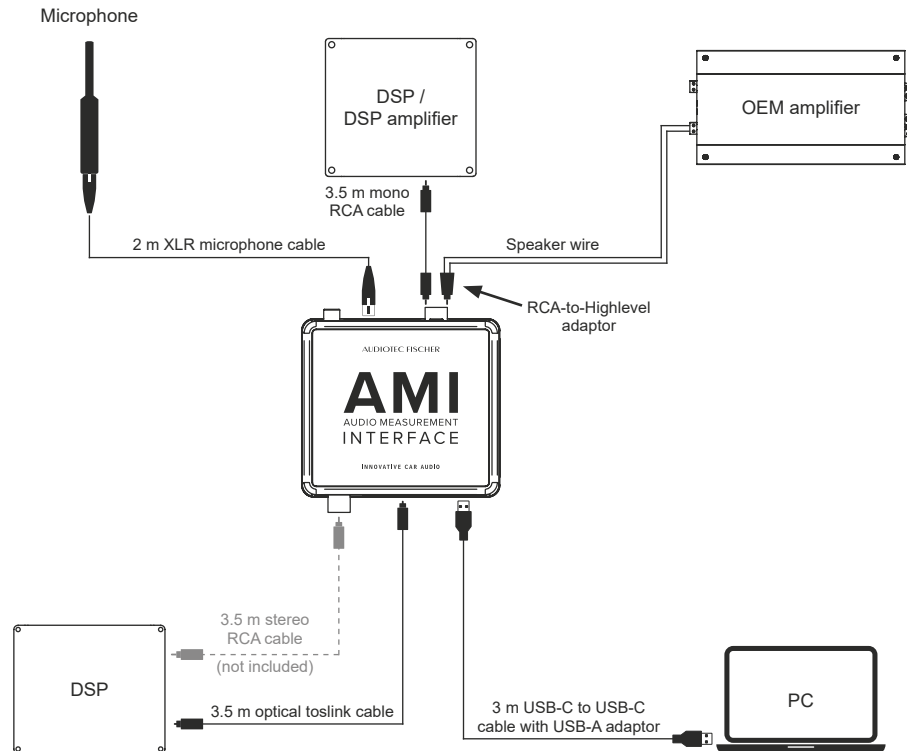 Microphone
DSP /
DSP amplifier
OEM amplifier
3.5 m mono
RCA cable
2 m XLR microphone cable
Speaker wire
RCA-to-Highlevel
adaptor
AUDIOTEC FISCHER
AMI
AUDIO MEASUREMENT
INTERFACE
INNOVATIVE CAR AUDIO
3.5 m stereo
RCA cable
(not included)
DSP
3.5 m optical toslink cable
3 m USB-C to USB-C
cable with USB-A adaptor
PC